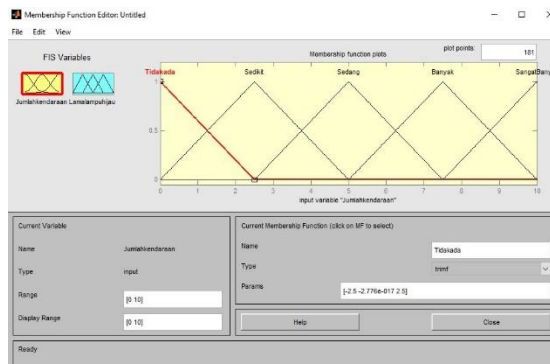 Membership Function Editor: Untitled
File Edit View
FIS Variables
Membership function plots
plot points:
181
Tidakada Sedikit Sedang Banyak SangatBany
1
0.5
0
0 1 2 3 4 5 6 7 8 9 10
input variable "Jumlahkendaraan"
Jumlahkendaraan Lamalampuhijau
Current Variable
Name Jumlahkendaraan
Type input
Range [0 10]
Display Range [0 10]
Current Membership Function (click on MF to select)
Name Tidakada
Type trimf
Params [-2.5 -2.776e-017 2.5]
Help Close
Ready